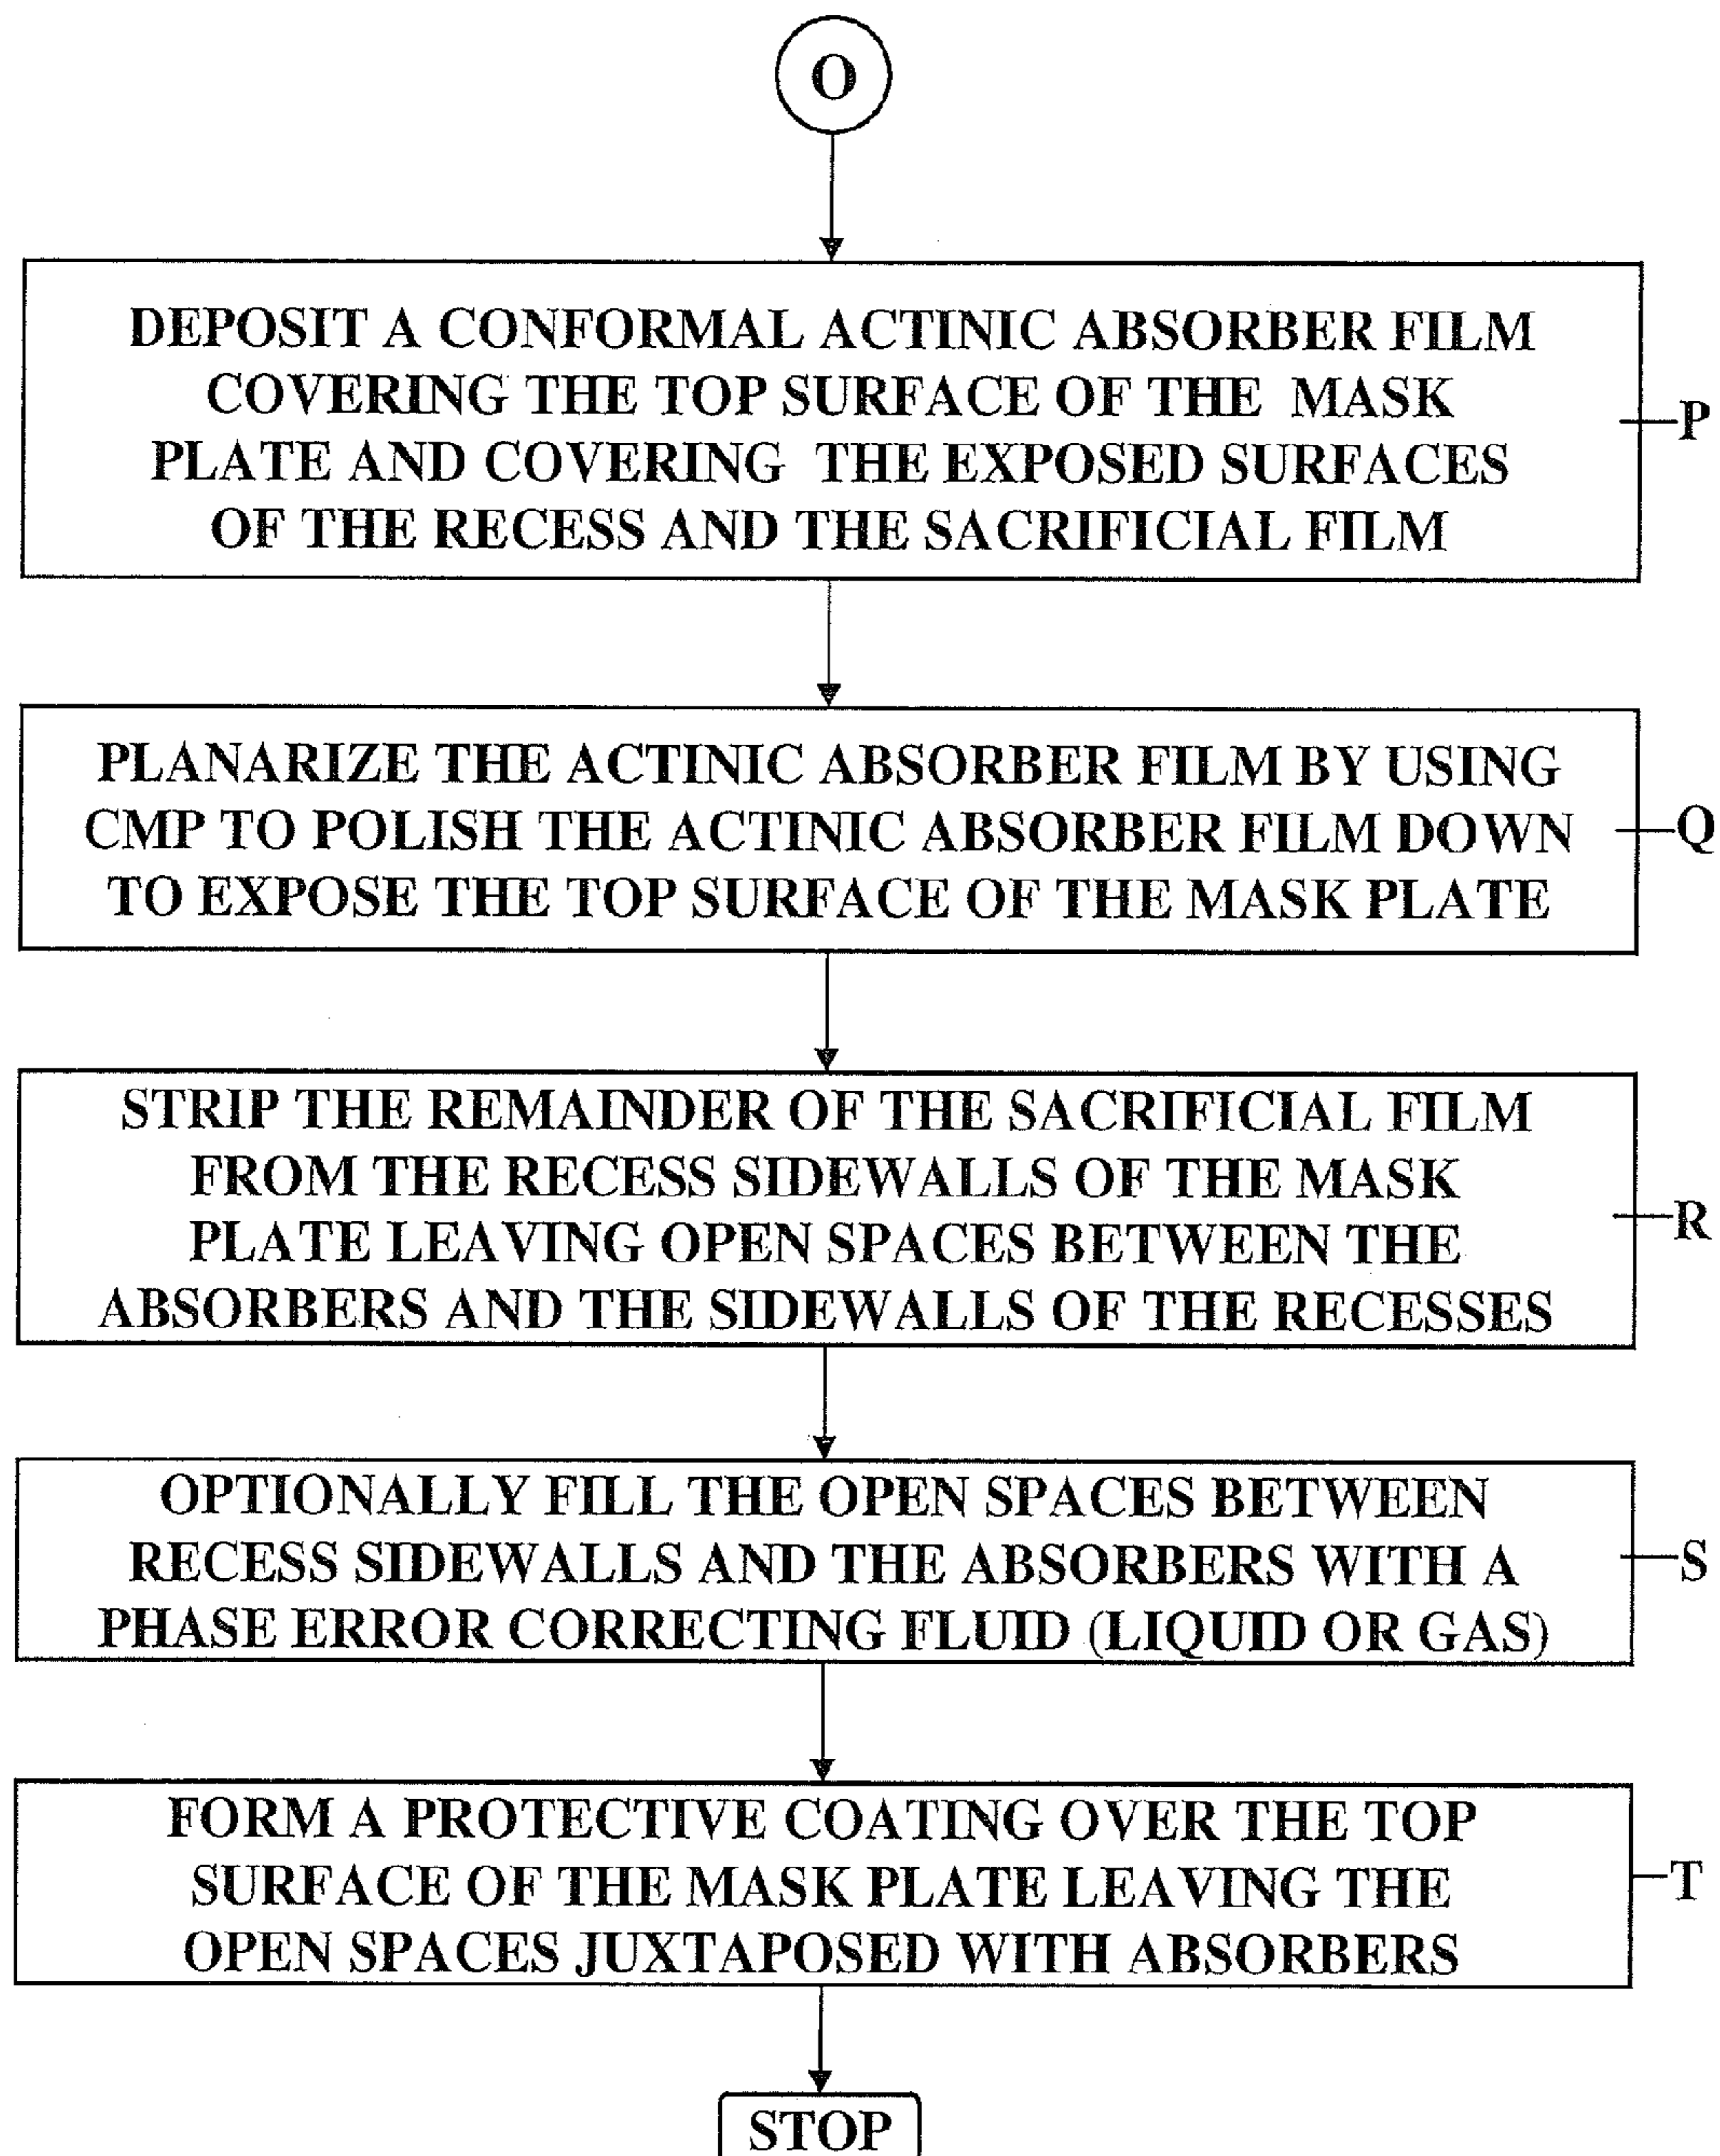 O
DEPOSIT A CONFORMAL ACTINIC ABSORBER FILM
COVERING THE TOP SURFACE OF THE MASK
PLATE AND COVERING THE EXPOSED SURFACES
OF THE RECESS AND THE SACRIFICIAL FILM
P
PLANARIZE THE ACTINIC ABSORBER FILM BY USING
CMP TO POLISH THE ACTINIC ABSORBER FILM DOWN
TO EXPOSE THE TOP SURFACE OF THE MASK PLATE
Q
STRIP THE REMAINDER OF THE SACRIFICIAL FILM
FROM THE RECESS SIDEWALLS OF THE MASK
PLATE LEAVING OPEN SPACES BETWEEN THE
ABSORBERS AND THE SIDEWALLS OF THE RECESSES
R
OPTIONALLY FILL THE OPEN SPACES BETWEEN
RECESS SIDEWALLS AND THE ABSORBERS WITH A
PHASE ERROR CORRECTING FLUID (LIQUID OR GAS)
S
FORM A PROTECTIVE COATING OVER THE TOP
SURFACE OF THE MASK PLATE LEAVING THE
OPEN SPACES JUXTAPOSED WITH ABSORBERS
T
STOP